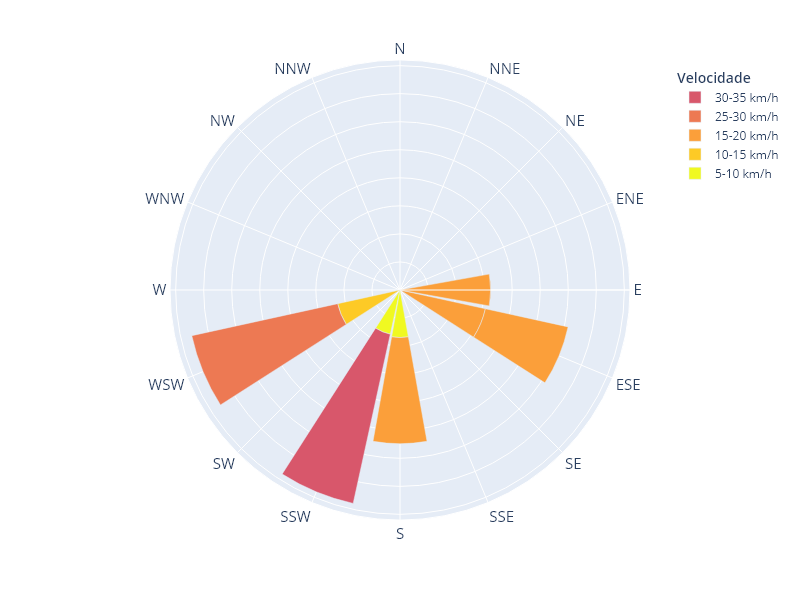 N
NNW
NNE
Velocidade
30-35 km/h
25-30 km/h
15-20 km/h
10-15 km/h
5-10 km/h
NW
NE
WNW
ENE
W
E
WSW
ESE
SW
SE
SSW
SSE
S